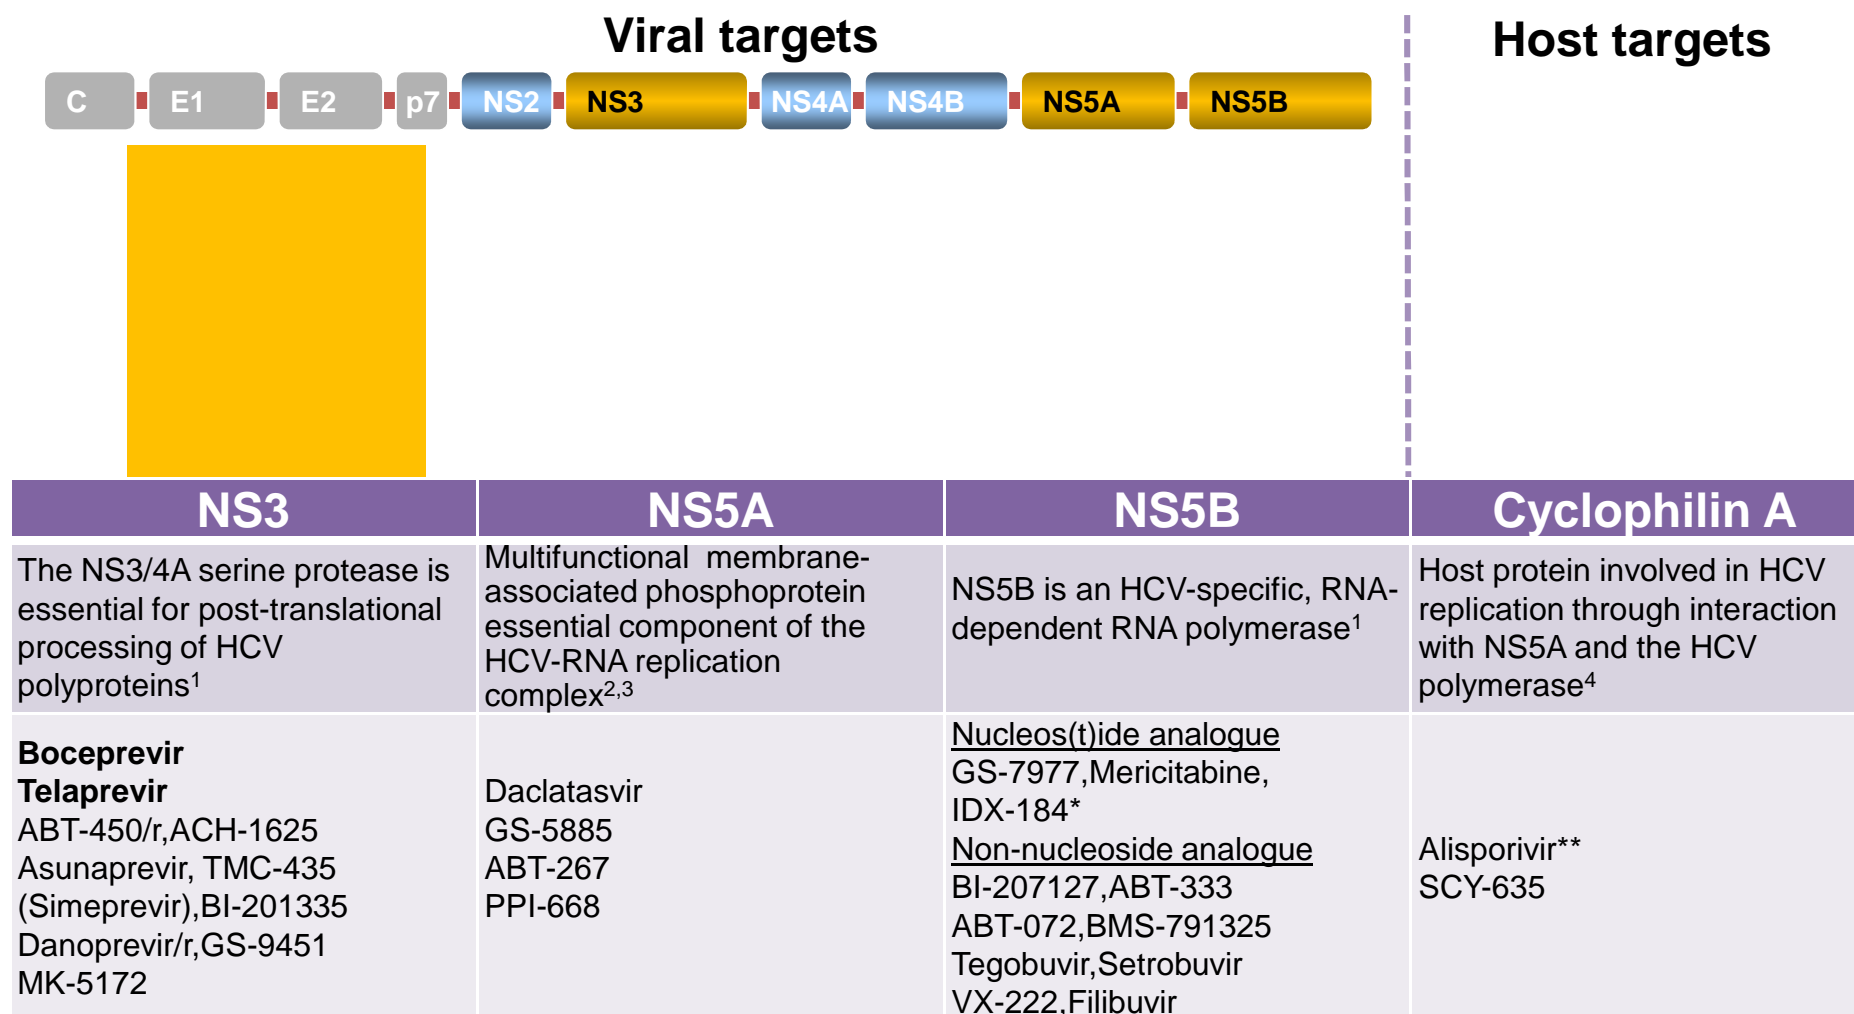 Viral targets
Host targets
C E1 E2 p7 NS2 NS3 NS4A NS4B NS5A NS5B
NS3
The NS3/4A serine protease is
essential for post-translational
processing of HCV
polyproteins1
Boceprevir
Telaprevir
ABT-450/r,ACH-1625
Asunaprevir, TMC-435
(Simeprevir),BI-201335
Danoprevir/r,GS-9451
MK-5172
NS5A
Multifunctional membrane-
associated phosphoprotein
essential component of the
HCV-RNA replication
complex2,3
Daclatasvir
GS-5885
ABT-267
PPI-668
NS5B
NS5B is an HCV-specific, RNA-
dependent RNA polymerase1
Nucleos(t)ide analogue
GS-7977,Mericitabine,
IDX-184*
Non-nucleoside analogue
BI-207127,ABT-333
ABT-072,BMS-791325
Tegobuvir,Setrobuvir
VX-222,Filibuvir
Cyclophilin A
Host protein involved in HCV
replication through interaction
with NS5A and the HCV
polymerase4
Alisporivir**
SCY-635